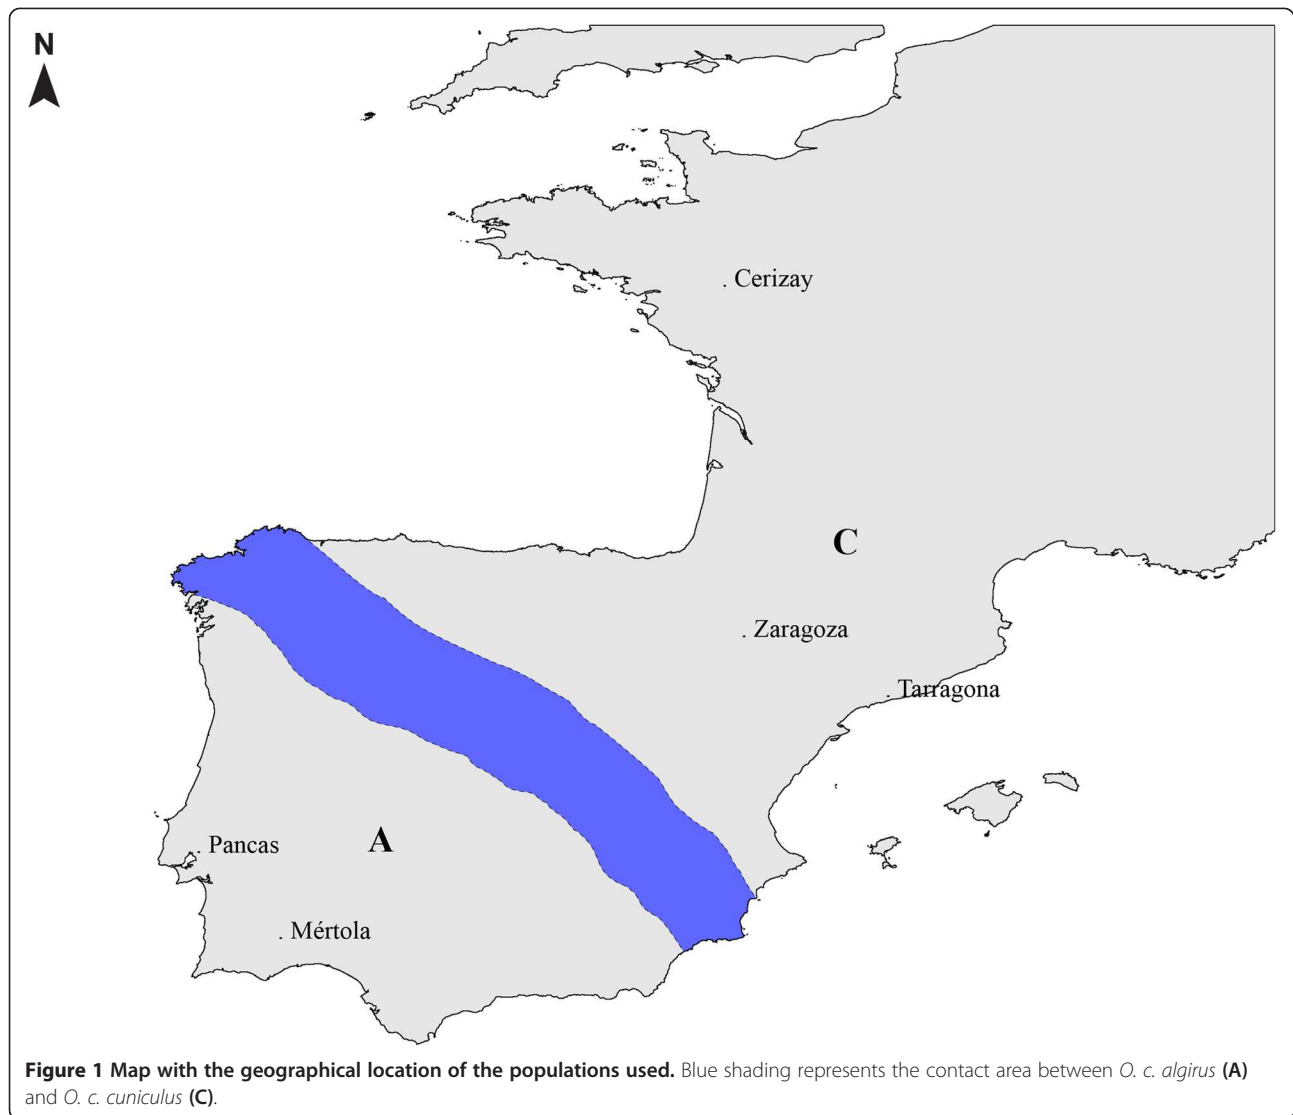 N
. Cerizay
C
. Zaragoza
. Tarragona
. Pancas
A
. Mértola
Figure 1 Map with the geographical location of the populations used. Blue shading represents the contact area between O. c. algirus (A)
and O. c. cuniculus (C).